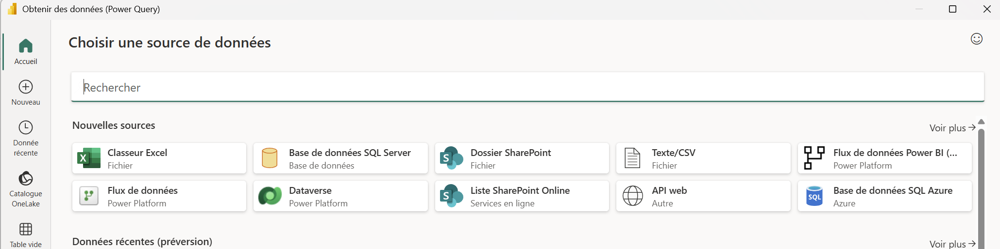 Obtenir des données (Power Query)
Accueil
Nouveau
Donnée
récente
Catalogue
OneLake
Table vide
Choisir une source de données
Rechercher
Nouvelles sources
Voir plus
Classeur Excel
Fichier
Base de données SQL Server
Base de données
Dossier SharePoint
Fichier
Texte/CSV
Fichier
Flux de données Power BI (...
Power Platform
Flux de données
Power Platform
Dataverse
Power Platform
Liste SharePoint Online
Services en ligne
API web
Autre
SQL
Base de données SQL Azure
Azure
Données récentes (préversion)
Voir plus